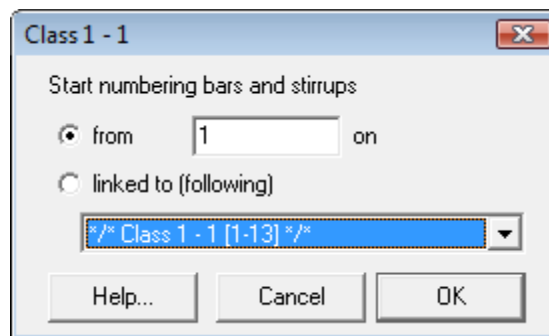 Class 1 - 1
Start numbering bars and stirrups
from 1 on
linked to (following)
*/* Class 1 - 1 [1-13] */*
Help... Cancel OK